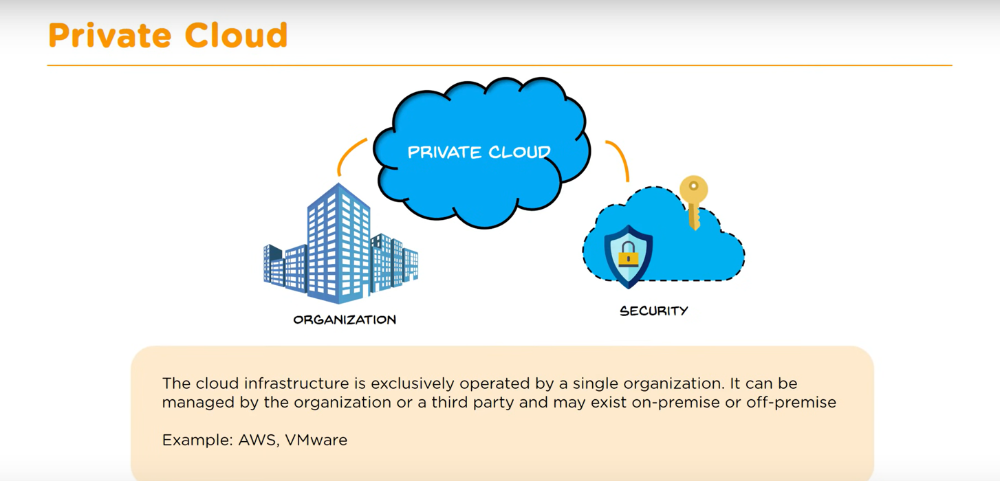 Private Cloud
PRIVATE CLOUD
ORGANIZATION
SECURITY
The cloud infrastructure is exclusively operated by a single organization. It can be
managed by the organization or a third party and may exist on-premise or off-premise
Example: AWS, VMware